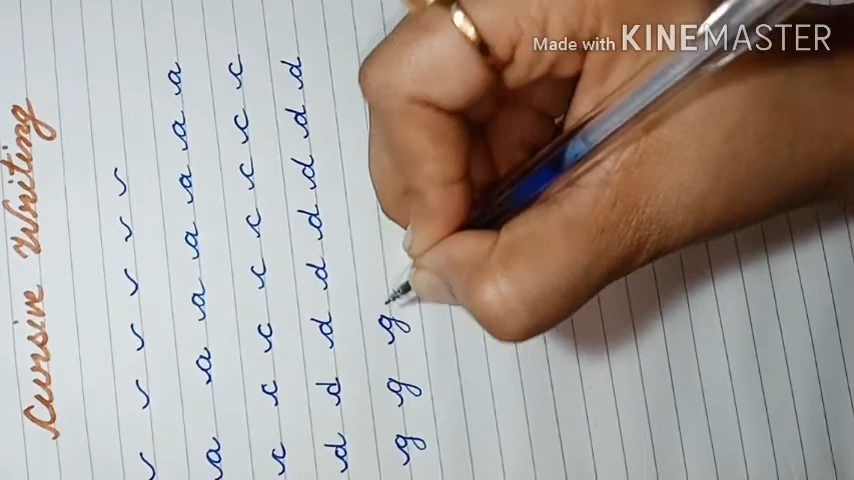 Made with KINEMASTER
Cursive Writing
a a a a a a a
c c c c c c c c
d d d d d d d d
g g g